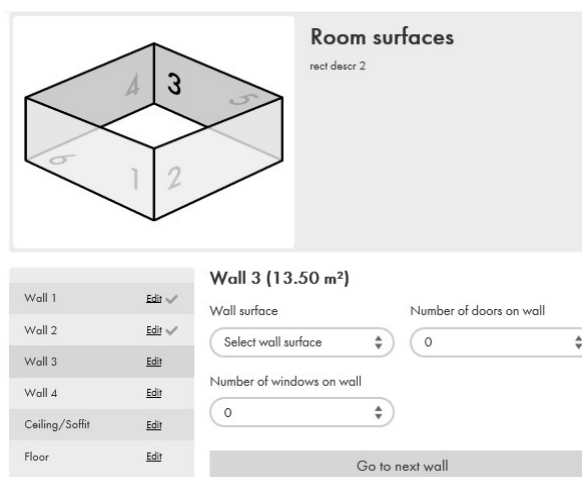 Room surfaces
rect descr 2
4 3 5
6 1 2
Wall 3 (13.50 m²)
Wall surface Number of doors on wall
Select wall surface 0
Number of windows on wall
0
Go to next wall
Wall 1 Edit
Wall 2 Edit
Wall 3 Edit
Wall 4 Edit
Ceiling/Soffit Edit
Floor Edit